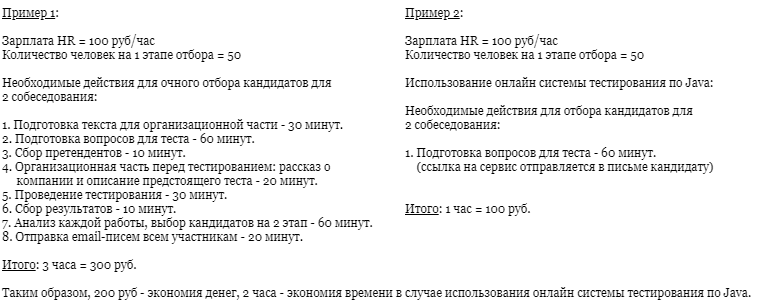 Пример 1:
Зарплата HR = 100 руб/час
Количество человек на 1 этапе отбора = 50
Необходимые действия для очного отбора кандидатов для
2 собеседования:
1. Подготовка текста для организационной части - 30 минут.
2. Подготовка вопросов для теста - 60 минут.
3. Сбор претендентов - 10 минут.
4. Организационная часть перед тестированием: рассказ о
компании и описание предстоящего теста - 20 минут.
5. Проведение тестирования - 30 минут.
6. Сбор результатов - 10 минут.
7. Анализ каждой работы, выбор кандидатов на 2 этап - 60 минут.
8. Отправка email-писем всем участникам - 20 минут.
Итого: 3 часа = 300 руб.
Пример 2:
Зарплата HR = 100 руб/час
Количество человек на 1 этапе отбора = 50
Использование онлайн системы тестирования по Java:
Необходимые действия для отбора кандидатов для
2 собеседования:
1. Подготовка вопросов для теста - 60 минут.
(ссылка на сервис отправляется в письме кандидату)
Итого: 1 час = 100 руб.
Таким образом, 200 руб - экономия денег, 2 часа - экономия времени в случае использования онлайн системы тестирования по Java.